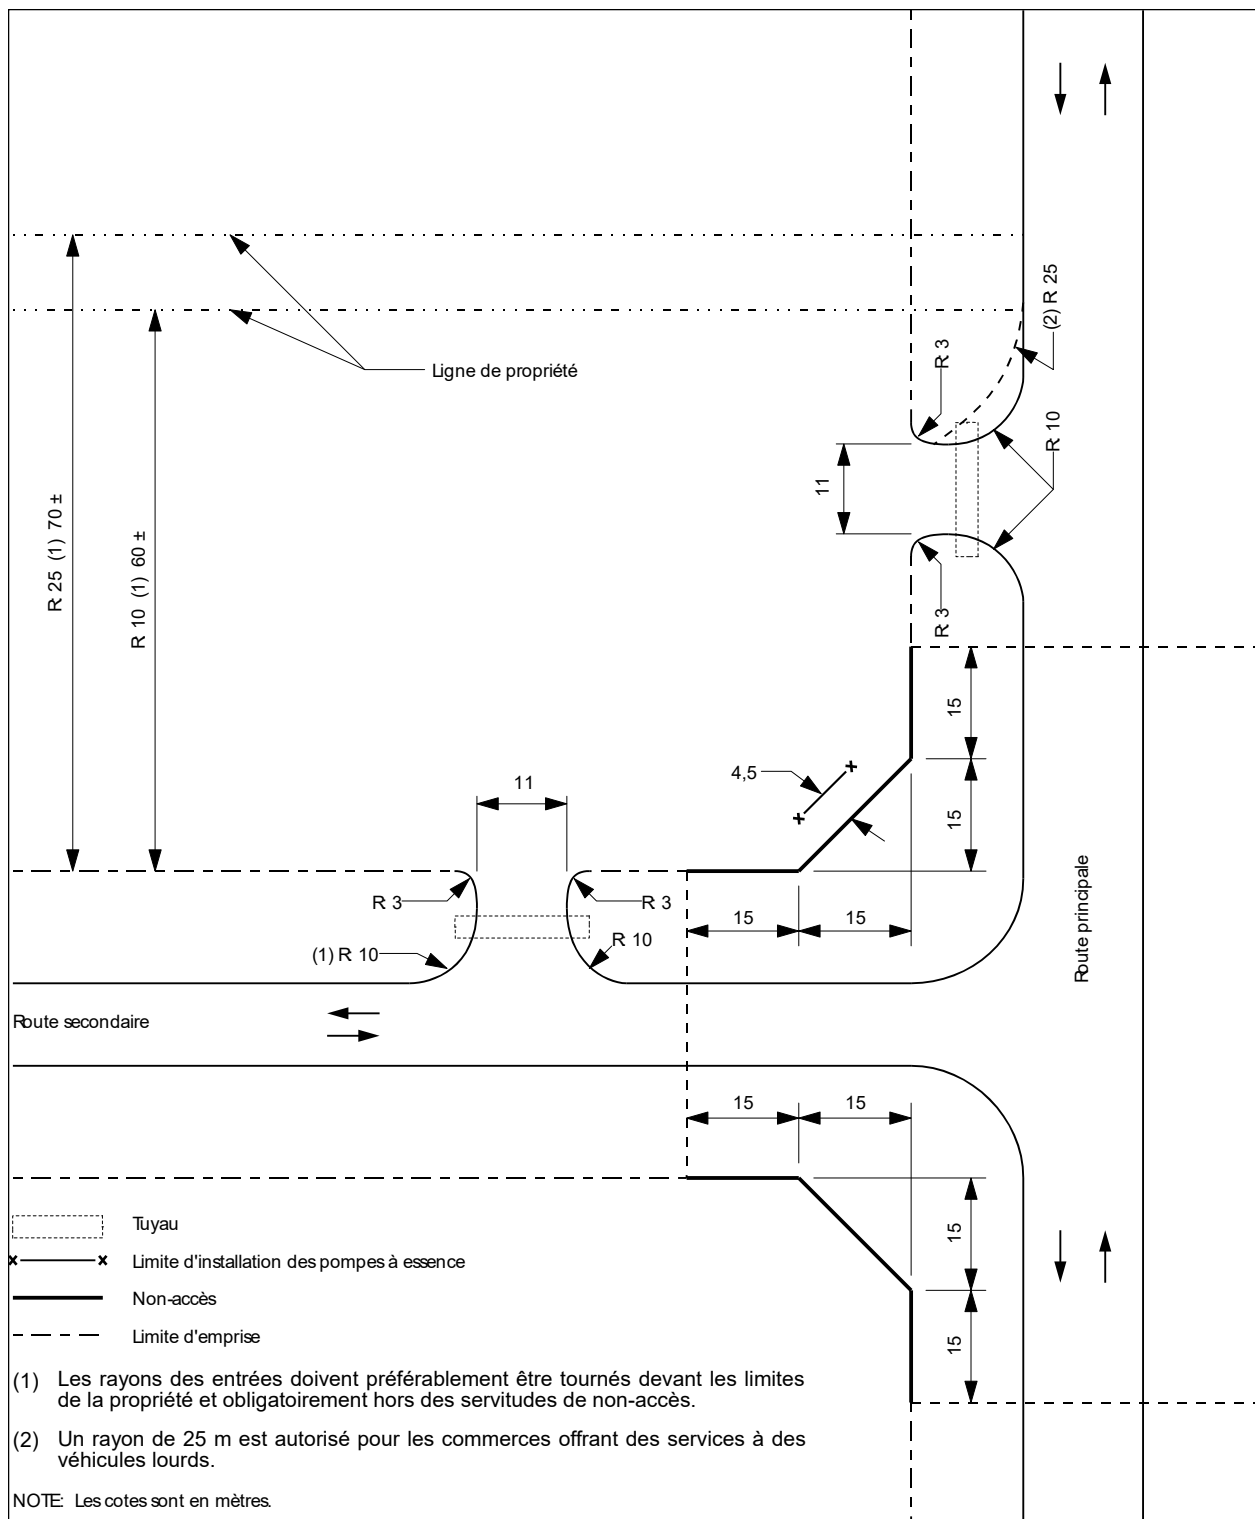 (2) R 25
R 3
Ligne de propriété
R 10
11
R 25 (1) 70 ±
R 10 (1) 60 ±
R 3
15
4,5
11
15
R 3
R 3
15
15
Route principale
(1) R 10
R 10
Route secondaire
15
15
15
Tuyau
Limite d'installation des pompes à essence
Non-accès
15
Limite d'emprise
(1) Les rayons des entrées doivent préférablement être tournés devant les limites
de la propriété et obligatoirement hors des servitudes de non-accès.
(2) Un rayon de 25 m est autorisé pour les commerces offrant des services à des
véhicules lourds.
NOTE: Les cotes sont en mètres.